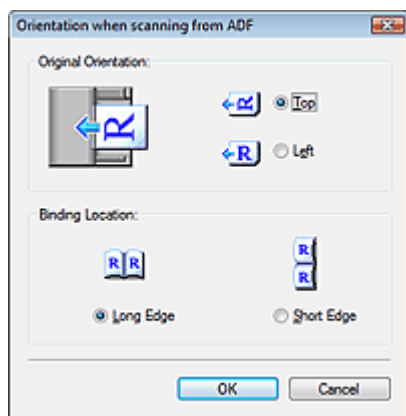 Orientation when scanning from ADF
Original Orientation:
R
R
Top
R
Left
Binding Location:
R R
R
R
Long Edge
Short Edge
OK
Cancel